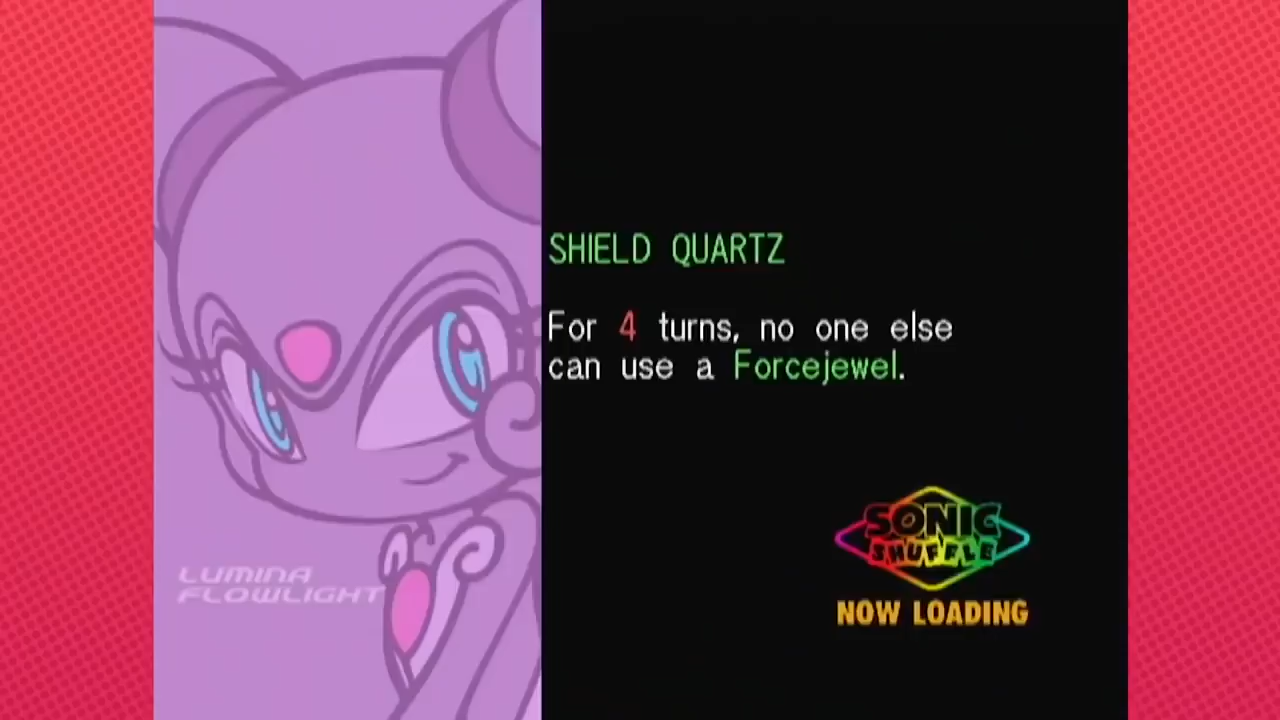 SHIELD QUARTZ
For 4 turns, no one else
can use a Forcejewel.
LUMINA
FLOWLIGHT
SONIC
SHUFFLE
NOW LOADING